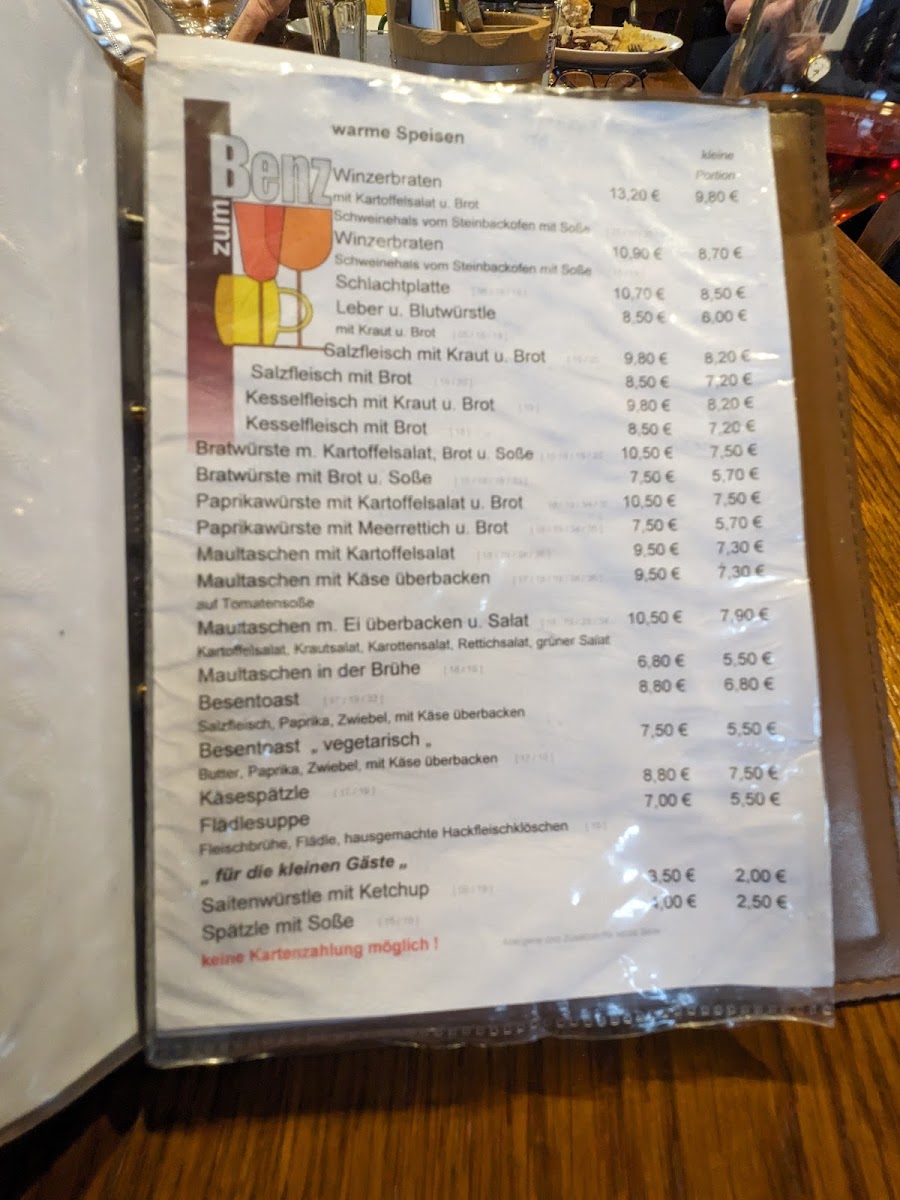 warme Speisen
zum Benz
kleine
Portion
Winzerbraten 13,20 € 9,80 €
mit Kartoffelsalat u. Brot
Schweinehals vom Steinbackofen mit Soße
Winzerbraten 10,90 € 8,70 €
Schweinehals vom Steinbackofen mit Soße
Schlachtplatte 10,70 € 8,50 €
Leber u. Blutwürstle 8,50 € 6,00 €
mit Kraut u. Brot
Salzfleisch mit Kraut u. Brot 9,80 € 8,20 €
Salzfleisch mit Brot 8,50 € 7,20 €
Kesselfleisch mit Kraut u. Brot 9,80 € 8,20 €
Kesselfleisch mit Brot 8,50 € 7,20 €
Bratwürste m. Kartoffelsalat, Brot u. Soße 10,50 € 7,50 €
Bratwürste mit Brot u. Soße 7,50 € 5,70 €
Paprikawürste mit Kartoffelsalat u. Brot 10,50 € 7,50 €
Paprikawürste mit Meerrettich u. Brot 7,50 € 5,70 €
Maultaschen mit Kartoffelsalat 9,50 € 7,30 €
Maultaschen mit Käse überbacken 9,50 € 7,30 €
auf Tomatensoße
Maultaschen m. Ei überbacken u. Salat 10,50 € 7,90 €
Kartoffelsalat, Krautsalat, Karottensalat, Rettichsalat, grüner Salat
Maultaschen in der Brühe 6,80 € 5,50 €
Besentoast 8,80 € 6,80 €
Salzfleisch, Paprika, Zwiebel, mit Käse überbacken
Besentoast „ vegetarisch „ 7,50 € 5,50 €
Butter, Paprika, Zwiebel, mit Käse überbacken
Käsespätzle 8,80 € 7,50 €
Flädlesuppe 7,00 € 5,50 €
Fleischbrühe, Flädle, hausgemachte Hackfleischklöschen
„ für die kleinen Gäste „
Saitenwürstle mit Ketchup 3,50 € 2,00 €
Spätzle mit Soße ,00 € 2,50 €
keine Kartenzahlung möglich !